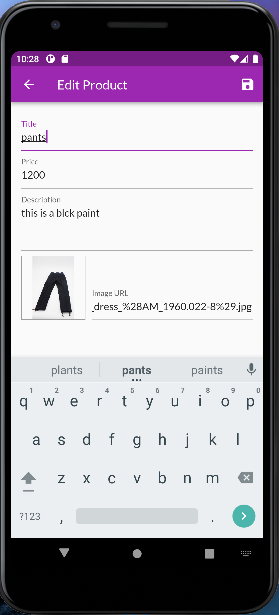 10:28
Edit Product
Title
pants
Price
1200
Description
this is a blck paint
Image URL
_dress_%28AM_1960.022-8%29.jpg
plants pants paints
1 2 3 4 5 6 7 8 9 0
q w e r t y u i o p
a s d f g h j k l
z x c v b n m
?123 , .